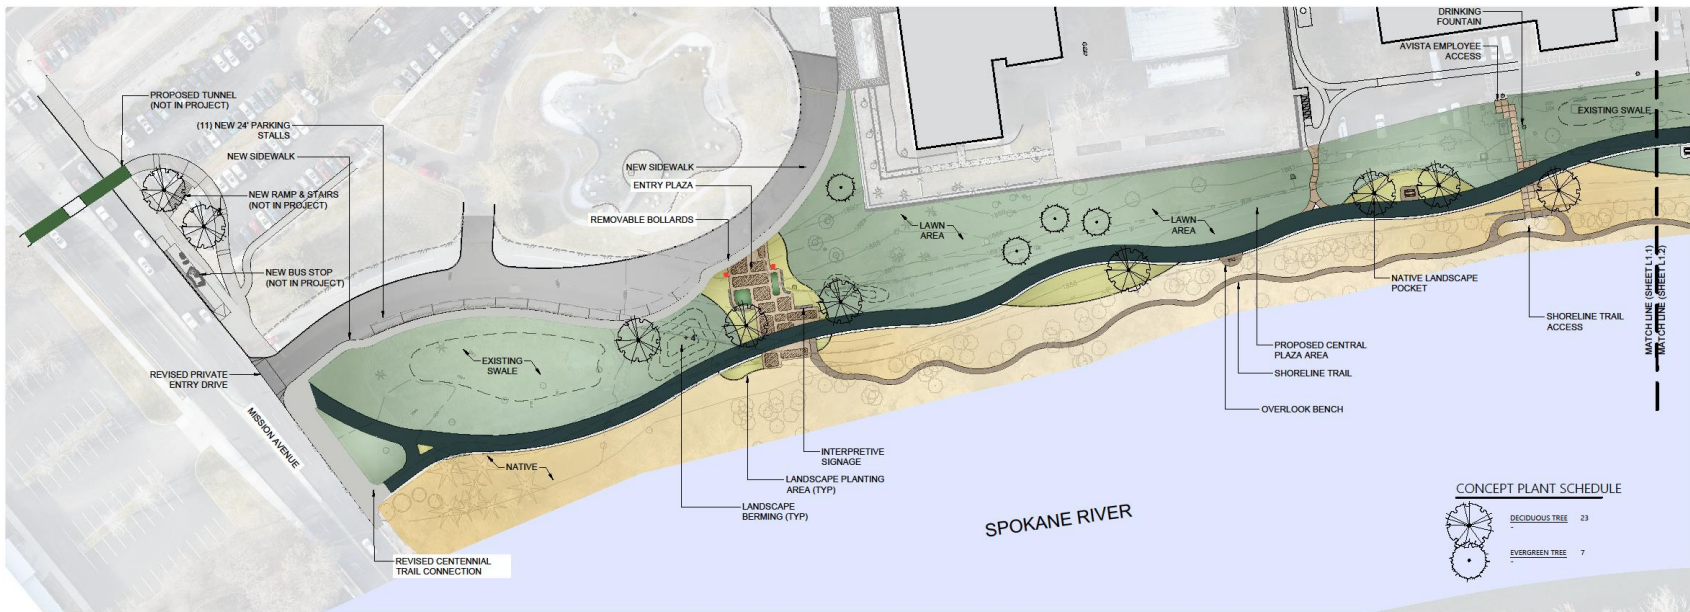 DRINKING
FOUNTAIN
AVISTA EMPLOYEE
ACCESS
EXISTING SWALE
PROPOSED TUNNEL
(NOT IN PROJECT)
(11) NEW 24' PARKING
STALLS
NEW SIDEWALK
NEW RAMP & STAIRS
(NOT IN PROJECT)
NEW BUS STOP
(NOT IN PROJECT)
REVISED PRIVATE
ENTRY DRIVE
MISSION AVENUE
NEW SIDEWALK
ENTRY PLAZA
REMOVABLE BOLLARDS
LAWN
AREA
LAWN
AREA
EXISTING
SWALE
+ 4'
NATIVE
INTERPRETIVE
SIGNAGE
LANDSCAPE PLANTING
AREA (TYP)
LANDSCAPE
BERMING (TYP)
REVISED CENTENNIAL
TRAIL CONNECTION
NATIVE LANDSCAPE
POCKET
SHORELINE TRAIL
ACCESS
PROPOSED CENTRAL
PLAZA AREA
SHORELINE TRAIL
OVERLOOK BENCH
MATCH LINE (SHEET L1.1)
MATCH LINE (SHEET L1.2)
SPOKANE RIVER
CONCEPT PLANT SCHEDULE
DECIDUOUS TREE 23
-
EVERGREEN TREE 7
-